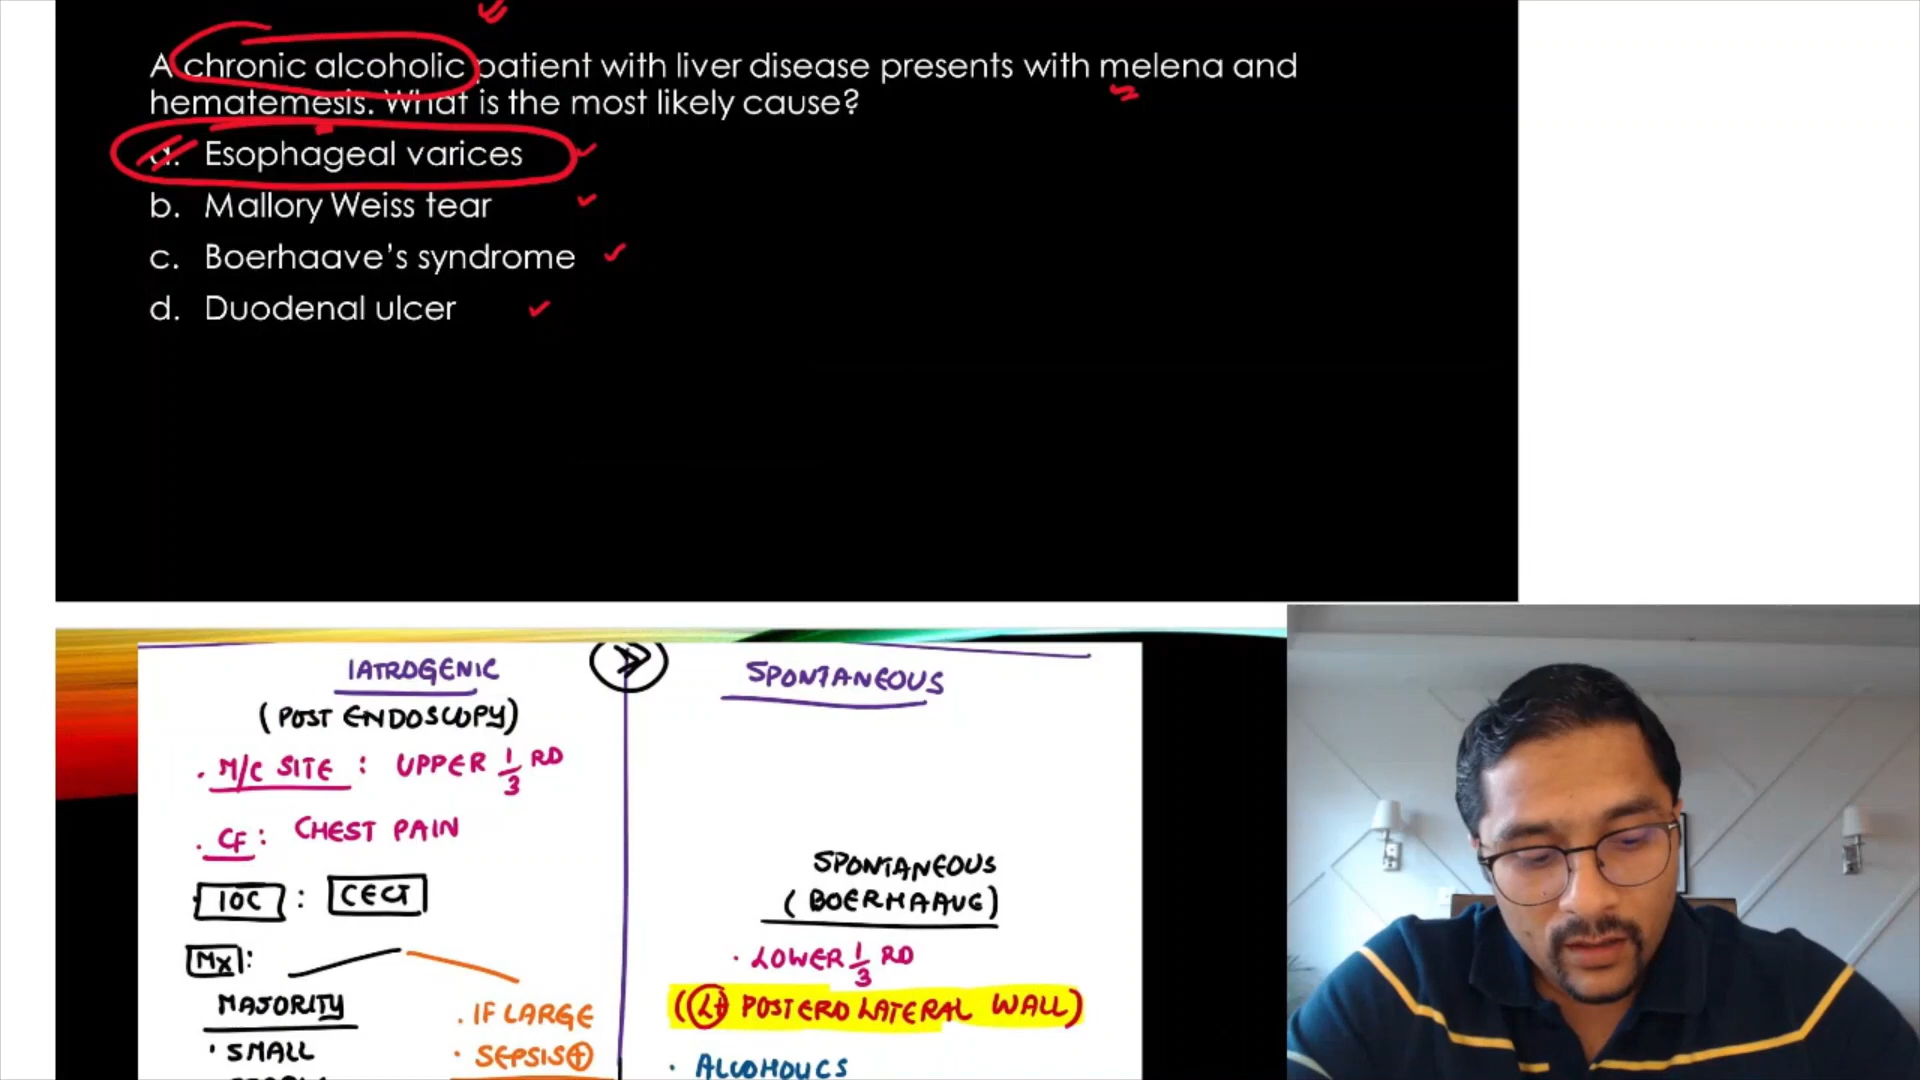 A chronic alcoholic patient with liver disease presents with melena and
hematemesis. What is the most likely cause?
a. Esophageal varices
b. Mallory Weiss tear
c. Boerhaave's syndrome
d. Duodenal ulcer
IATROGENIC
(POST ENDOSCOPY)
. M/C SITE : UPPER 1/3 RD
. CF : CHEST PAIN
IOC : CECT
MX :
MAJORITY
• SMALL
. IF LARGE
• SEPSIS⊕
SPONTANEOUS
SPONTANEOUS
(BOERHAAVE)
• LOWER 1/3 RD
((Lt) POSTEROLATERAL WALL)
• ALCOHOLICS